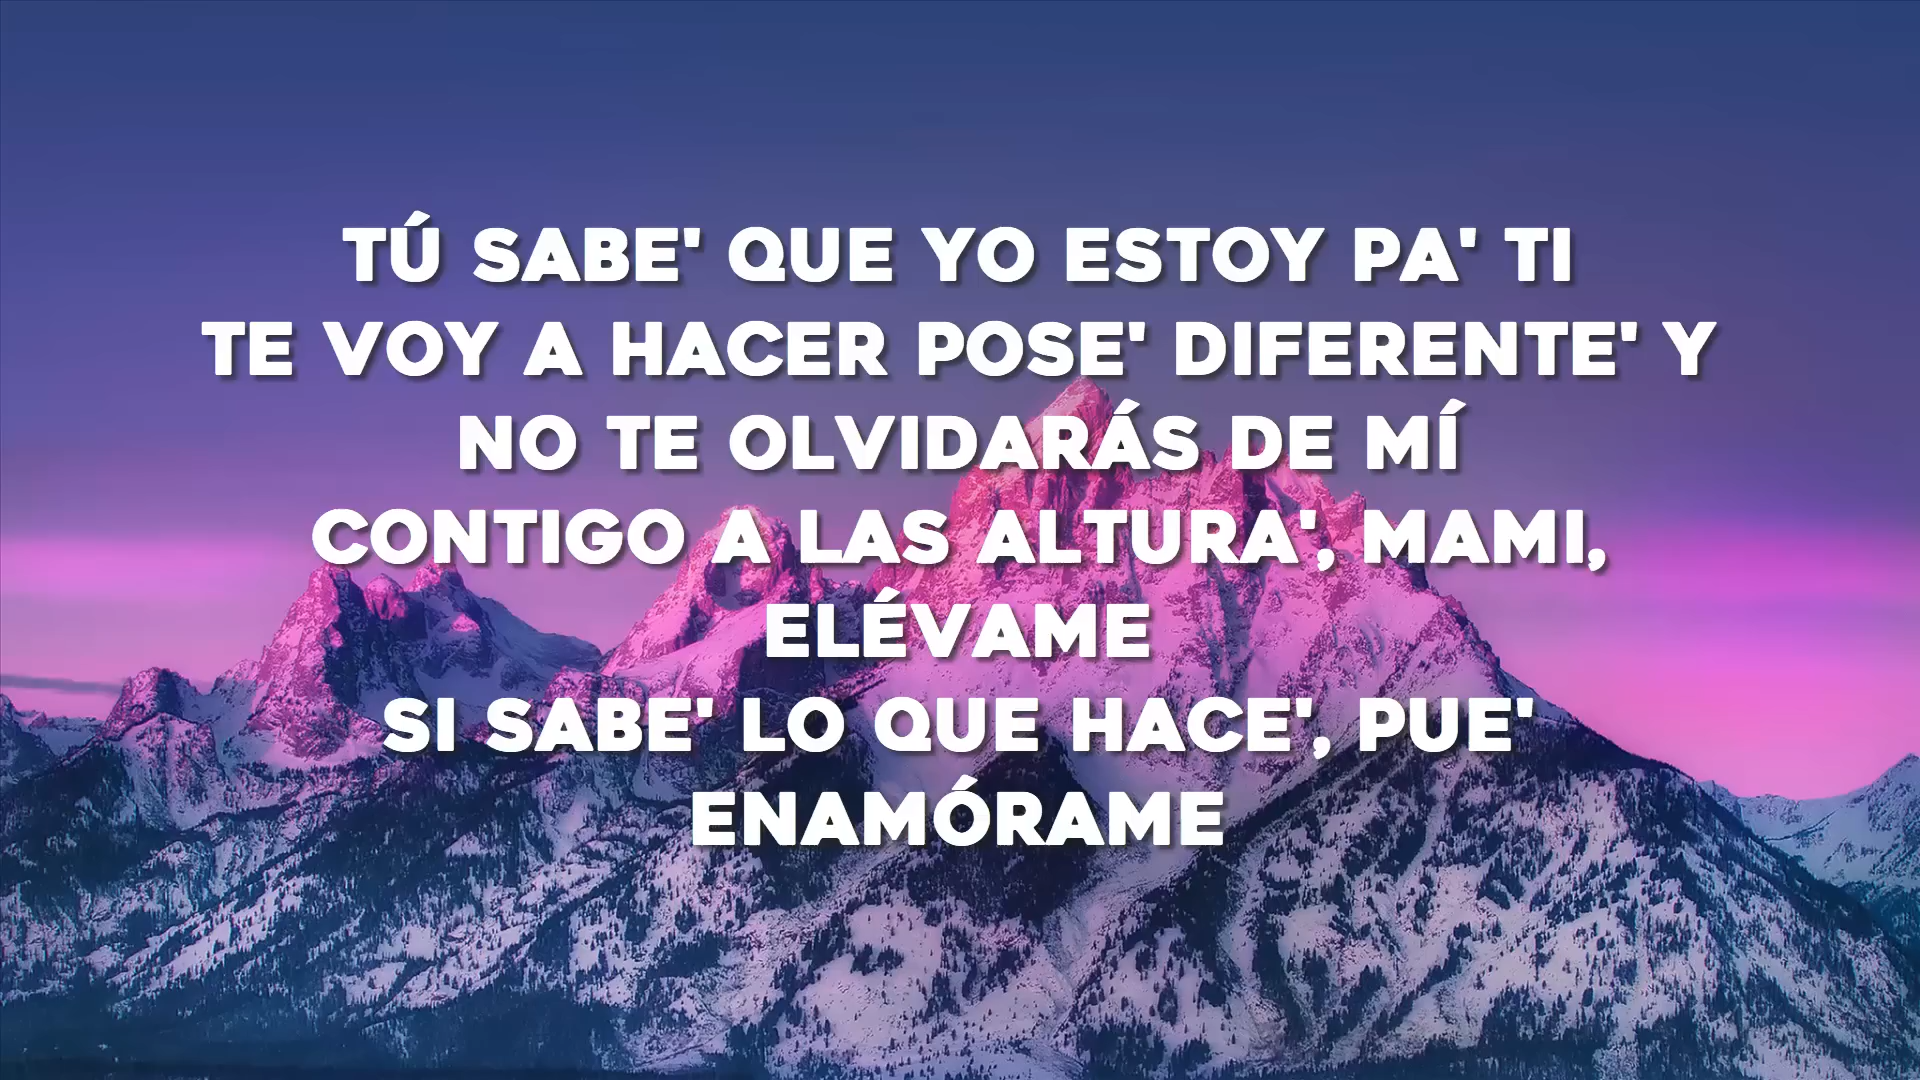 TÚ SABE' QUE YO ESTOY PA' TI
TE VOY A HACER POSE' DIFERENTE' Y
NO TE OLVIDARÁS DE MÍ
CONTIGO A LAS ALTURA', MAMI,
ELÉVAME
SI SABE' LO QUE HACE', PUE'
ENAMÓRAME